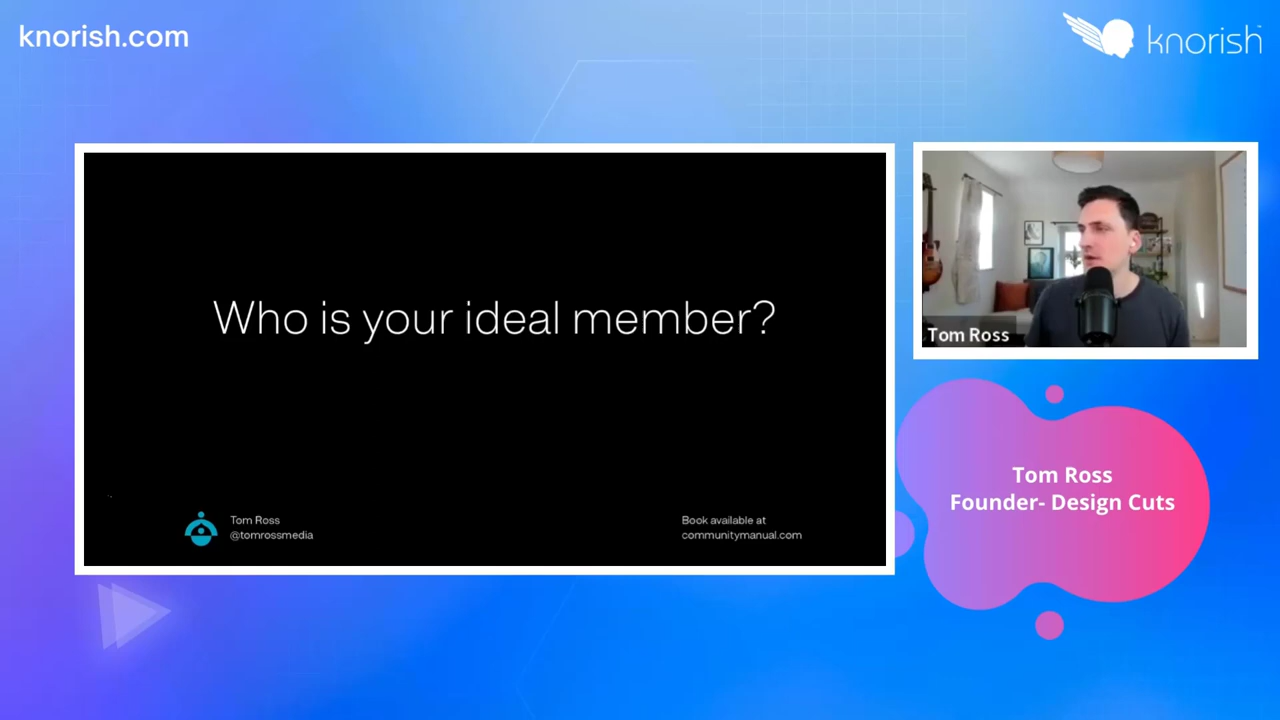 knorish.com
knorish
Who is your ideal member?
Tom Ross
Tom Ross
Founder- Design Cuts
Tom Ross
@tomrossmedia
Book available at
communitymanual.com